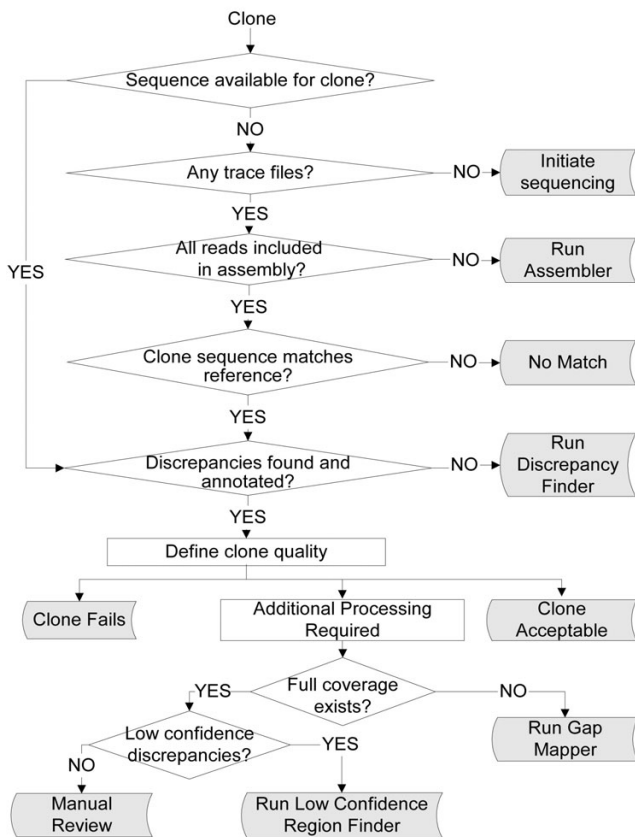 Clone
Sequence available for clone?
NO
Any trace files?
NO
Initiate
sequencing
YES
YES
All reads included
in assembly?
NO
Run
Assembler
YES
Clone sequence matches
reference?
NO
No Match
YES
Discrepancies found and
annotated?
NO
Run
Discrepancy
Finder
YES
Define clone quality
Clone Fails
Additional Processing
Required
Clone
Acceptable
YES
Full coverage
exists?
NO
Run Gap
Mapper
Low confidence
discrepancies?
NO
YES
Manual
Review
Run Low Confidence
Region Finder